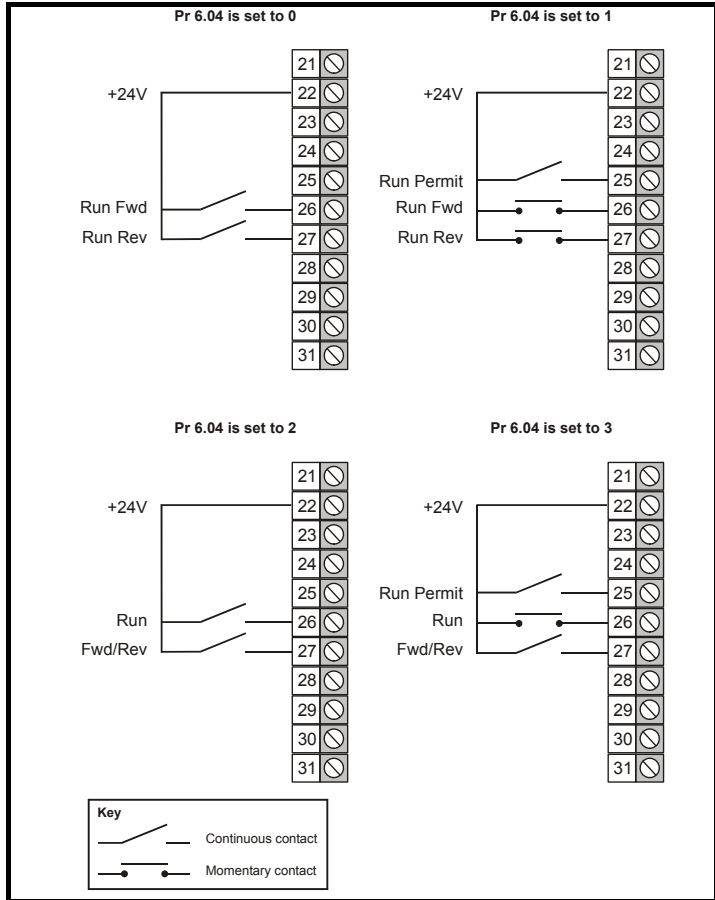 Pr 6.04 is set to 0
21
+24V 22
23
24
25
Run Fwd 26
Run Rev 27
28
29
30
31
Pr 6.04 is set to 1
21
+24V 22
23
24
Run Permit 25
Run Fwd 26
Run Rev 27
28
29
30
31
Pr 6.04 is set to 2
21
+24V 22
23
24
25
Run 26
Fwd/Rev 27
28
29
30
31
Pr 6.04 is set to 3
21
+24V 22
23
24
Run Permit 25
Run 26
Fwd/Rev 27
28
29
30
31
Key
Continuous contact
Momentary contact